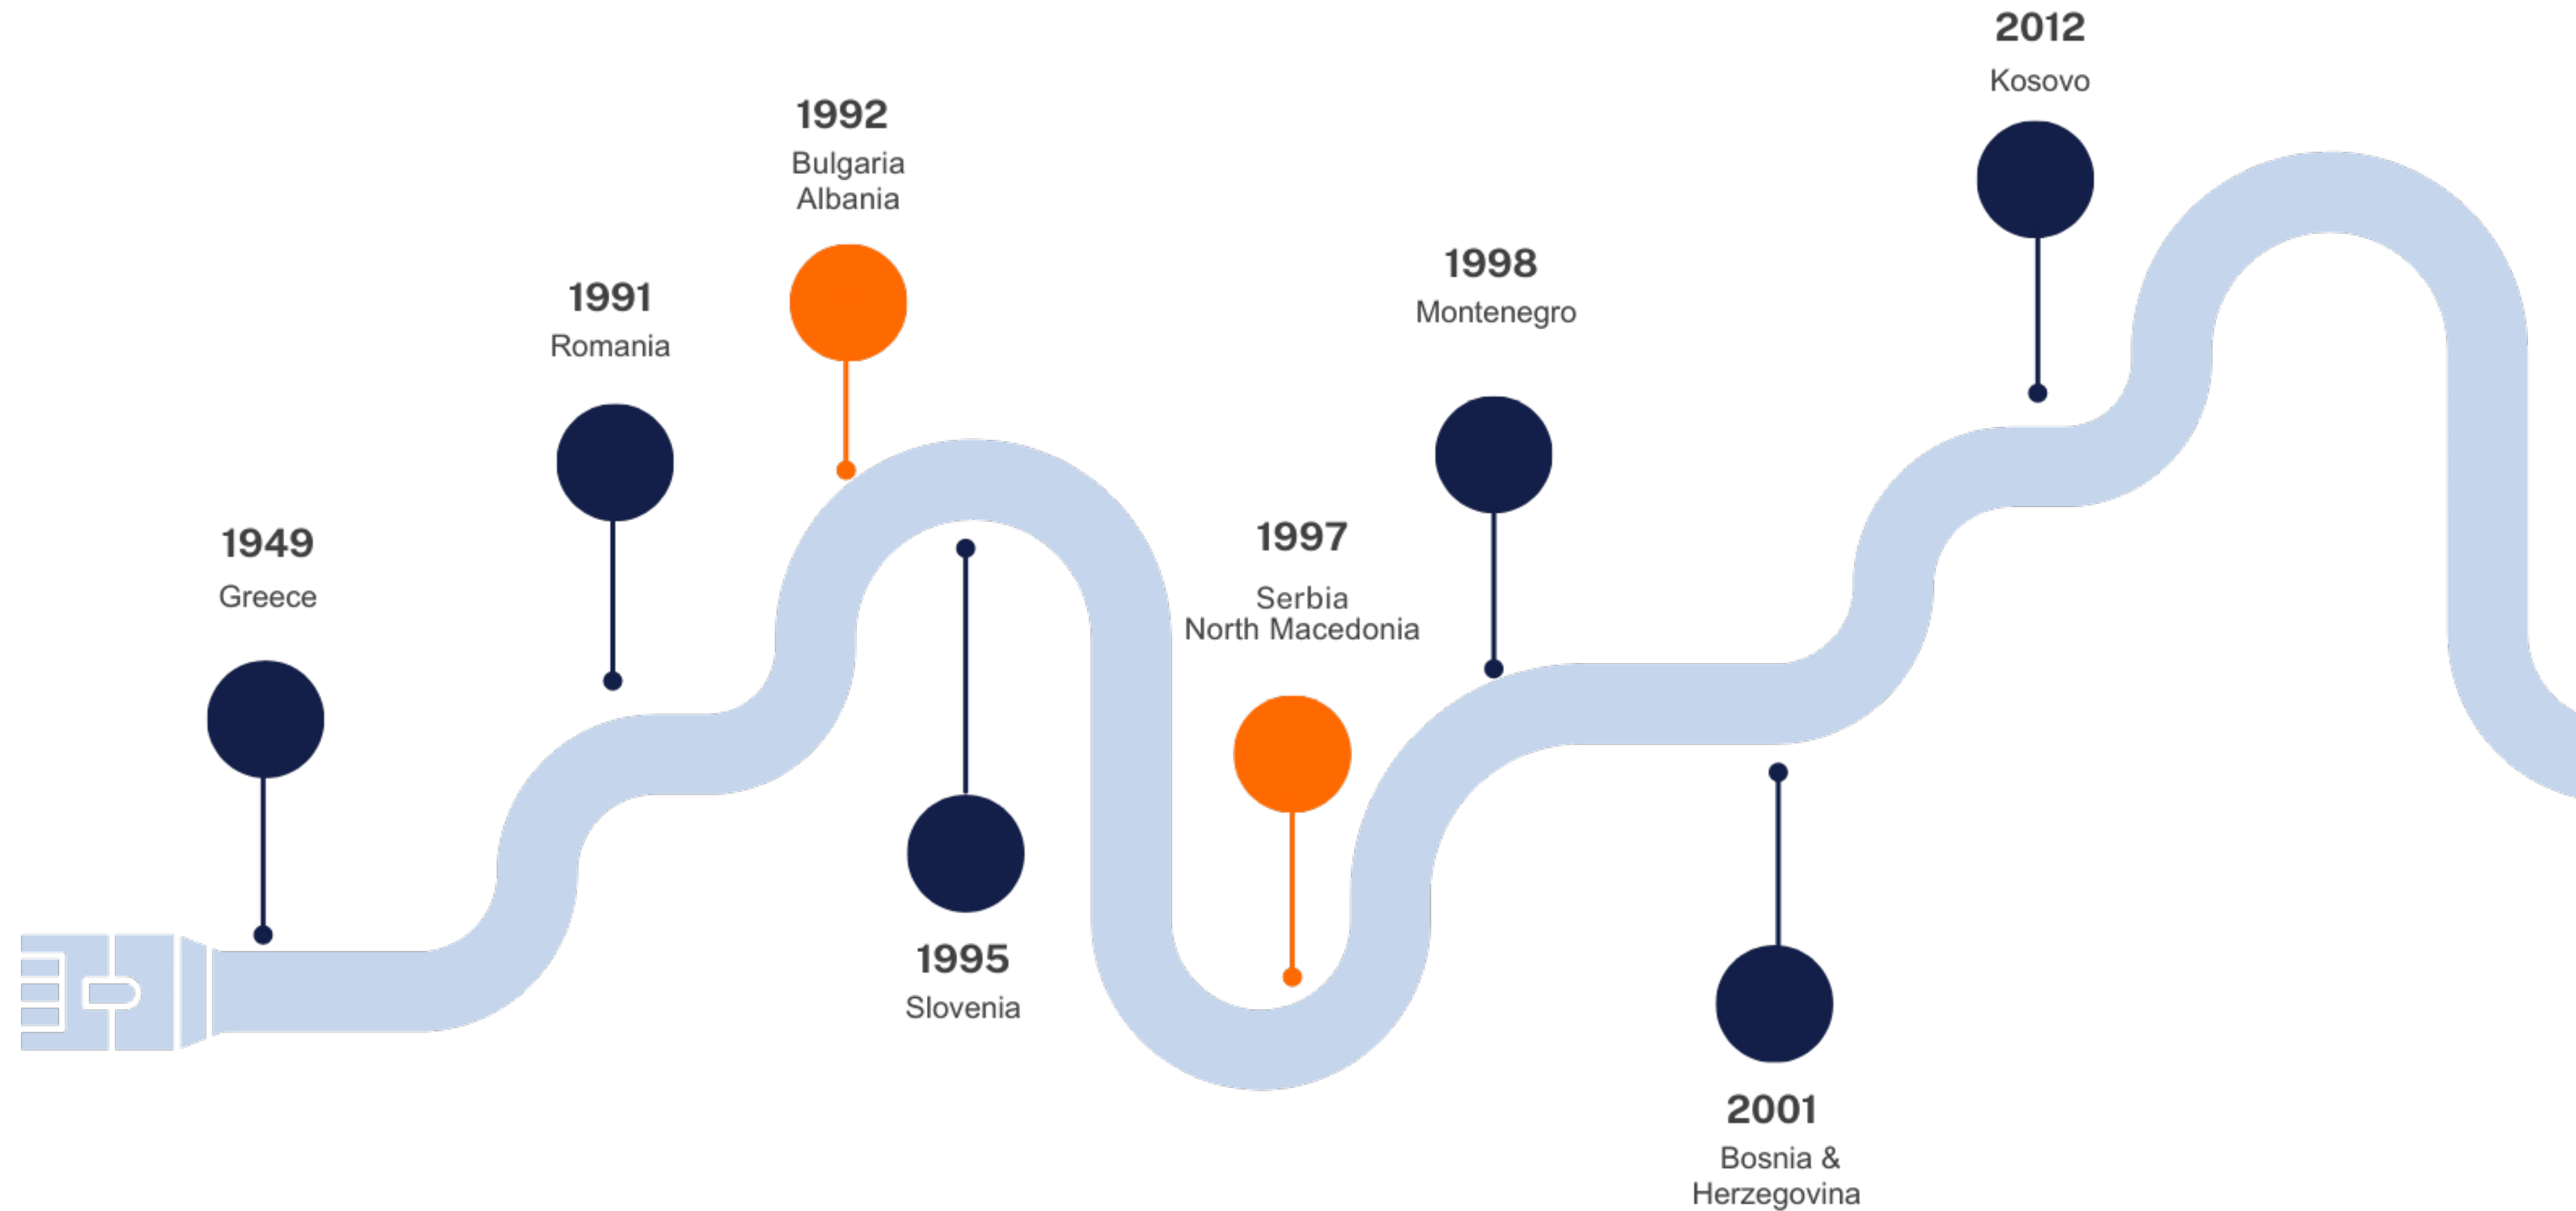 1949
Greece
1991
Romania
1992
Bulgaria
Albania
1995
Slovenia
1997
Serbia
North Macedonia
1998
Montenegro
2001
Bosnia &
Herzegovina
2012
Kosovo